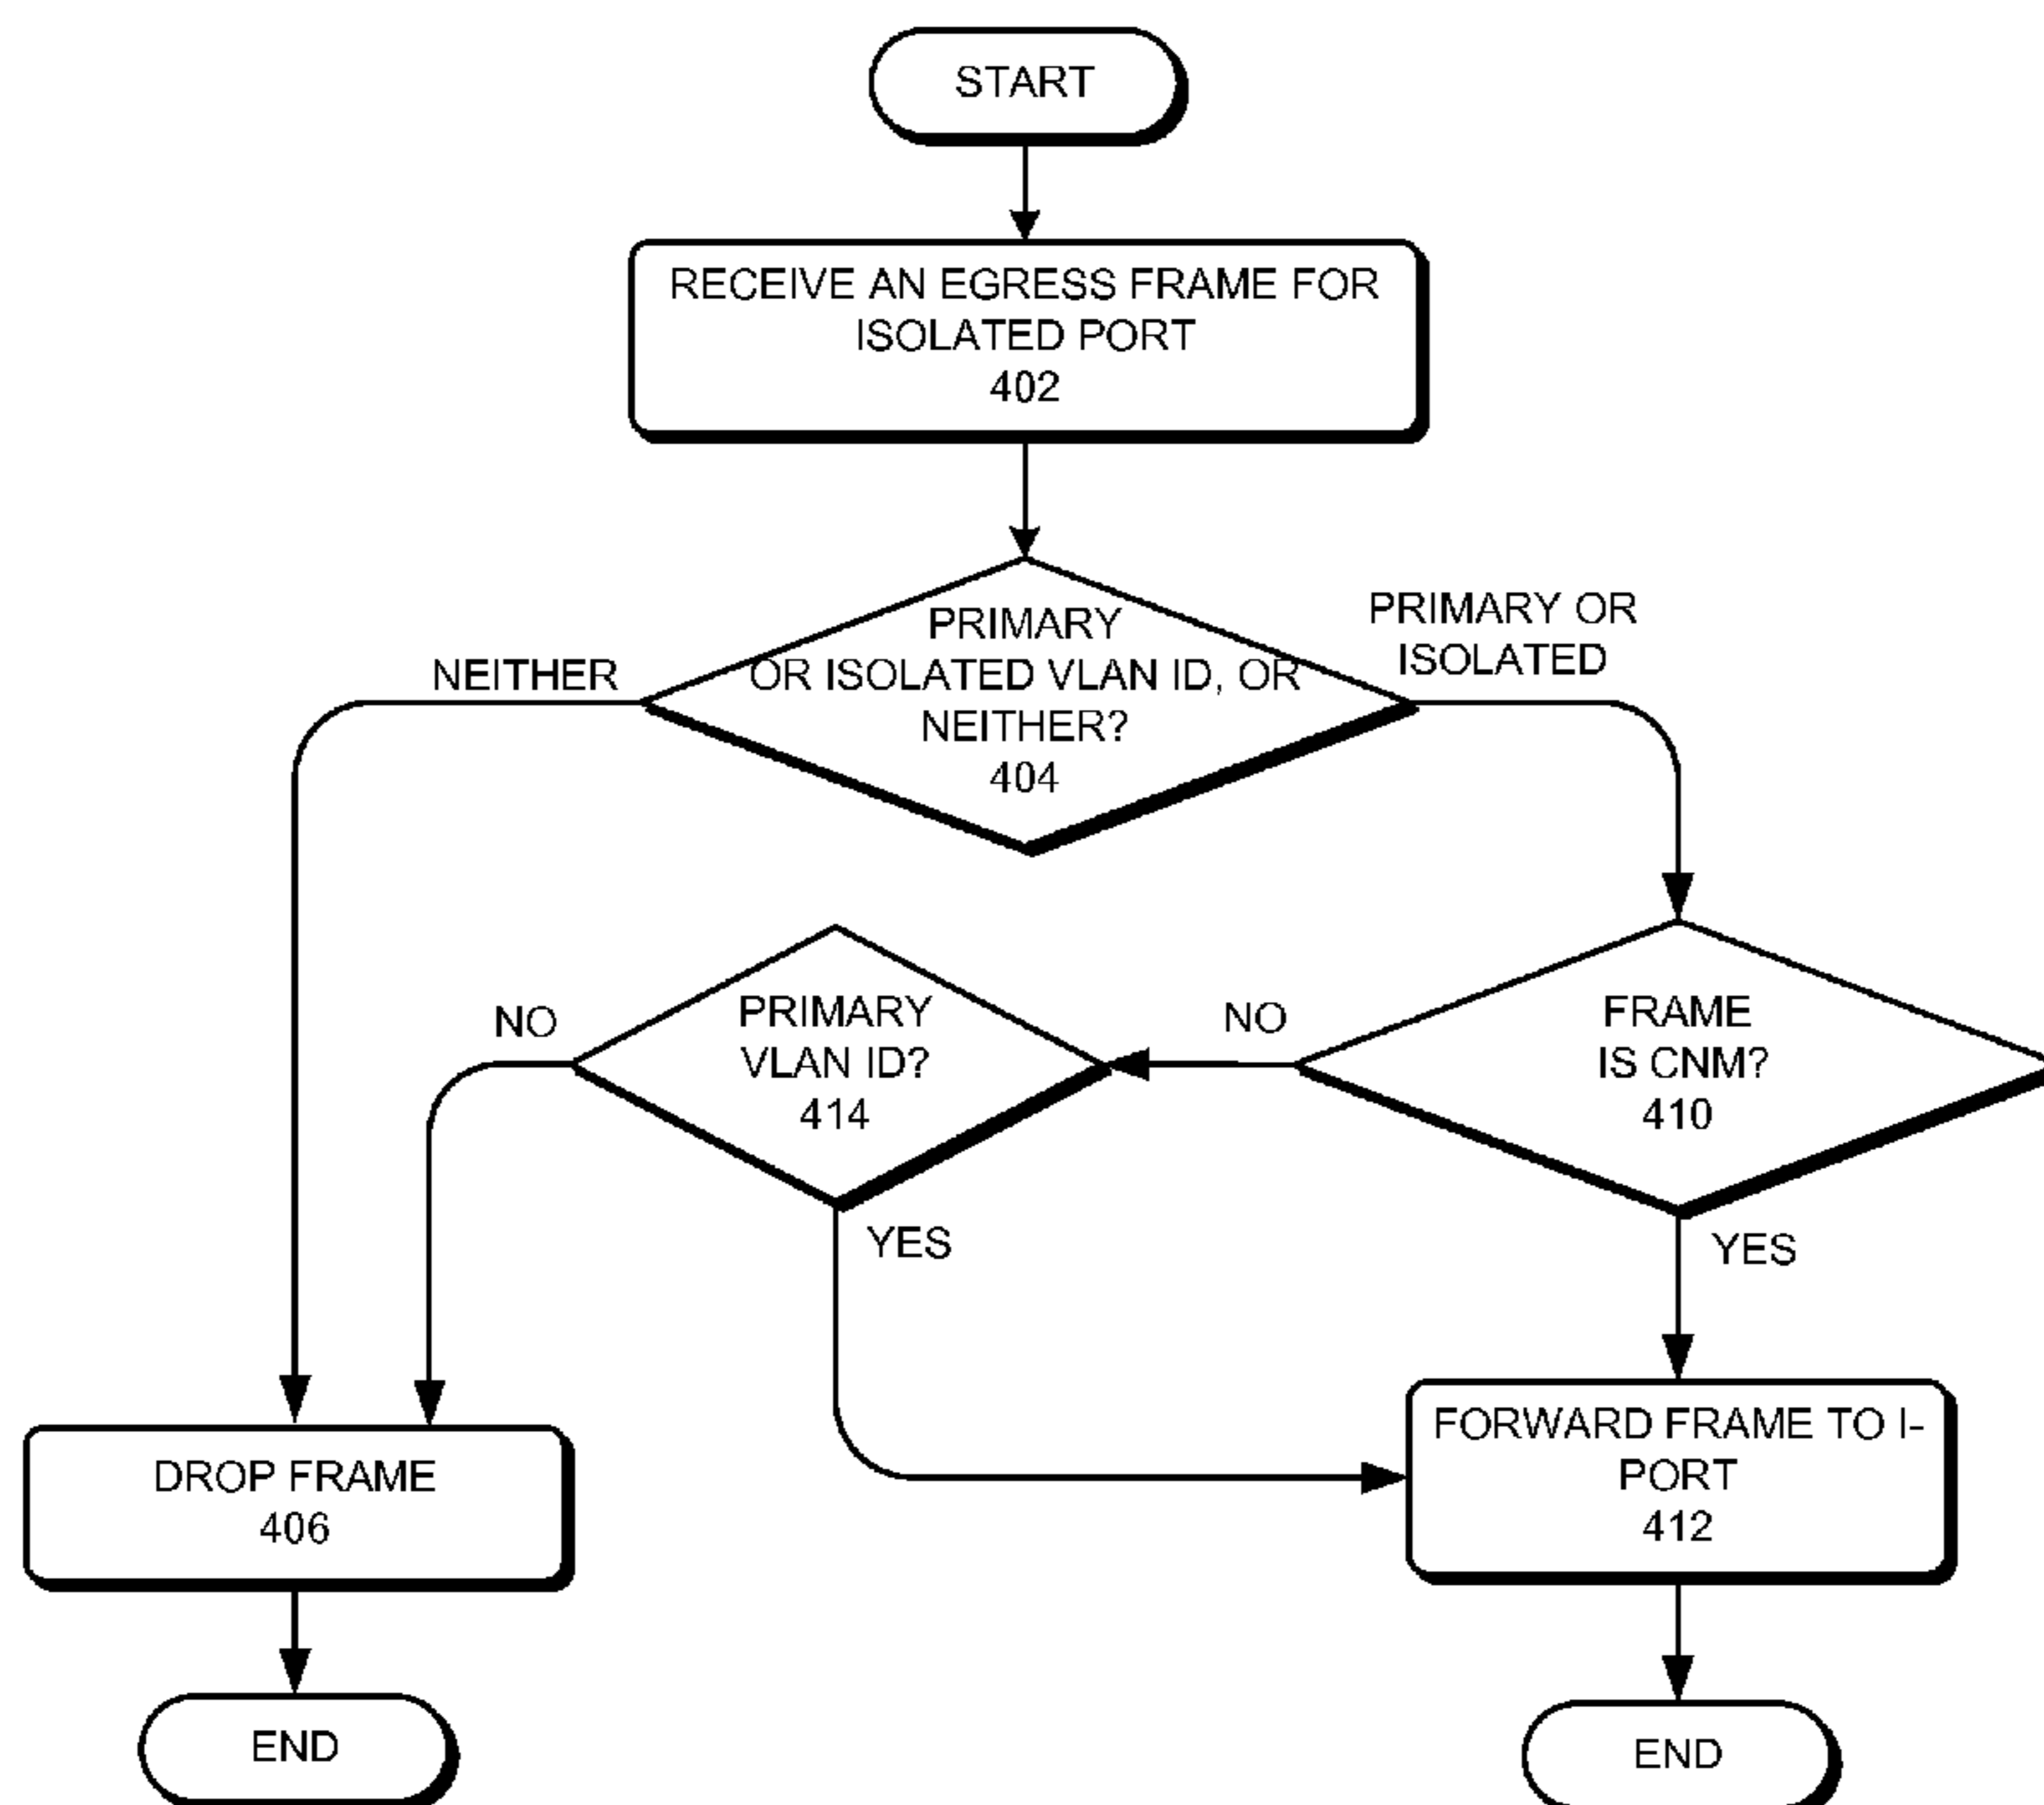 START
RECEIVE AN EGRESS FRAME FOR
ISOLATED PORT
402
PRIMARY
OR ISOLATED VLAN ID, OR
NEITHER?
404
NEITHER
PRIMARY OR
ISOLATED
FRAME
IS CNM?
410
NO
YES
PRIMARY
VLAN ID?
414
NO
YES
DROP FRAME
406
FORWARD FRAME TO I-
PORT
412
END
END